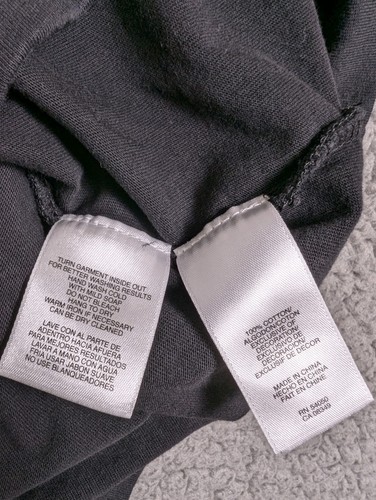 TURN GARMENT INSIDE OUT
FOR BETTER WASHING RESULTS
HAND WASH COLD
WITH MILD SOAP
DO NOT BLEACH
HANG TO DRY
WARM IRON IF NECESSARY
CAN BE DRY CLEANED
LAVE CON AL PARTE DE
ADENTRO HACIA AFUERA
PARA MEJORES RESULTADOS
LAVAR A MANO CON AGUA
FRIA USAR JABON SUAVE
NO USE BLANQUEADORES
100% COTTON/
ALGODON/COTON
EXCLUSIVE OF
DECORATION/
EXCLUSIVO DE
DECORACION/
EXCLUSIF DE DECOR
MADE IN CHINA
HECHO EN CHINA
FAIT EN CHINE
RN 54050
CA 06349